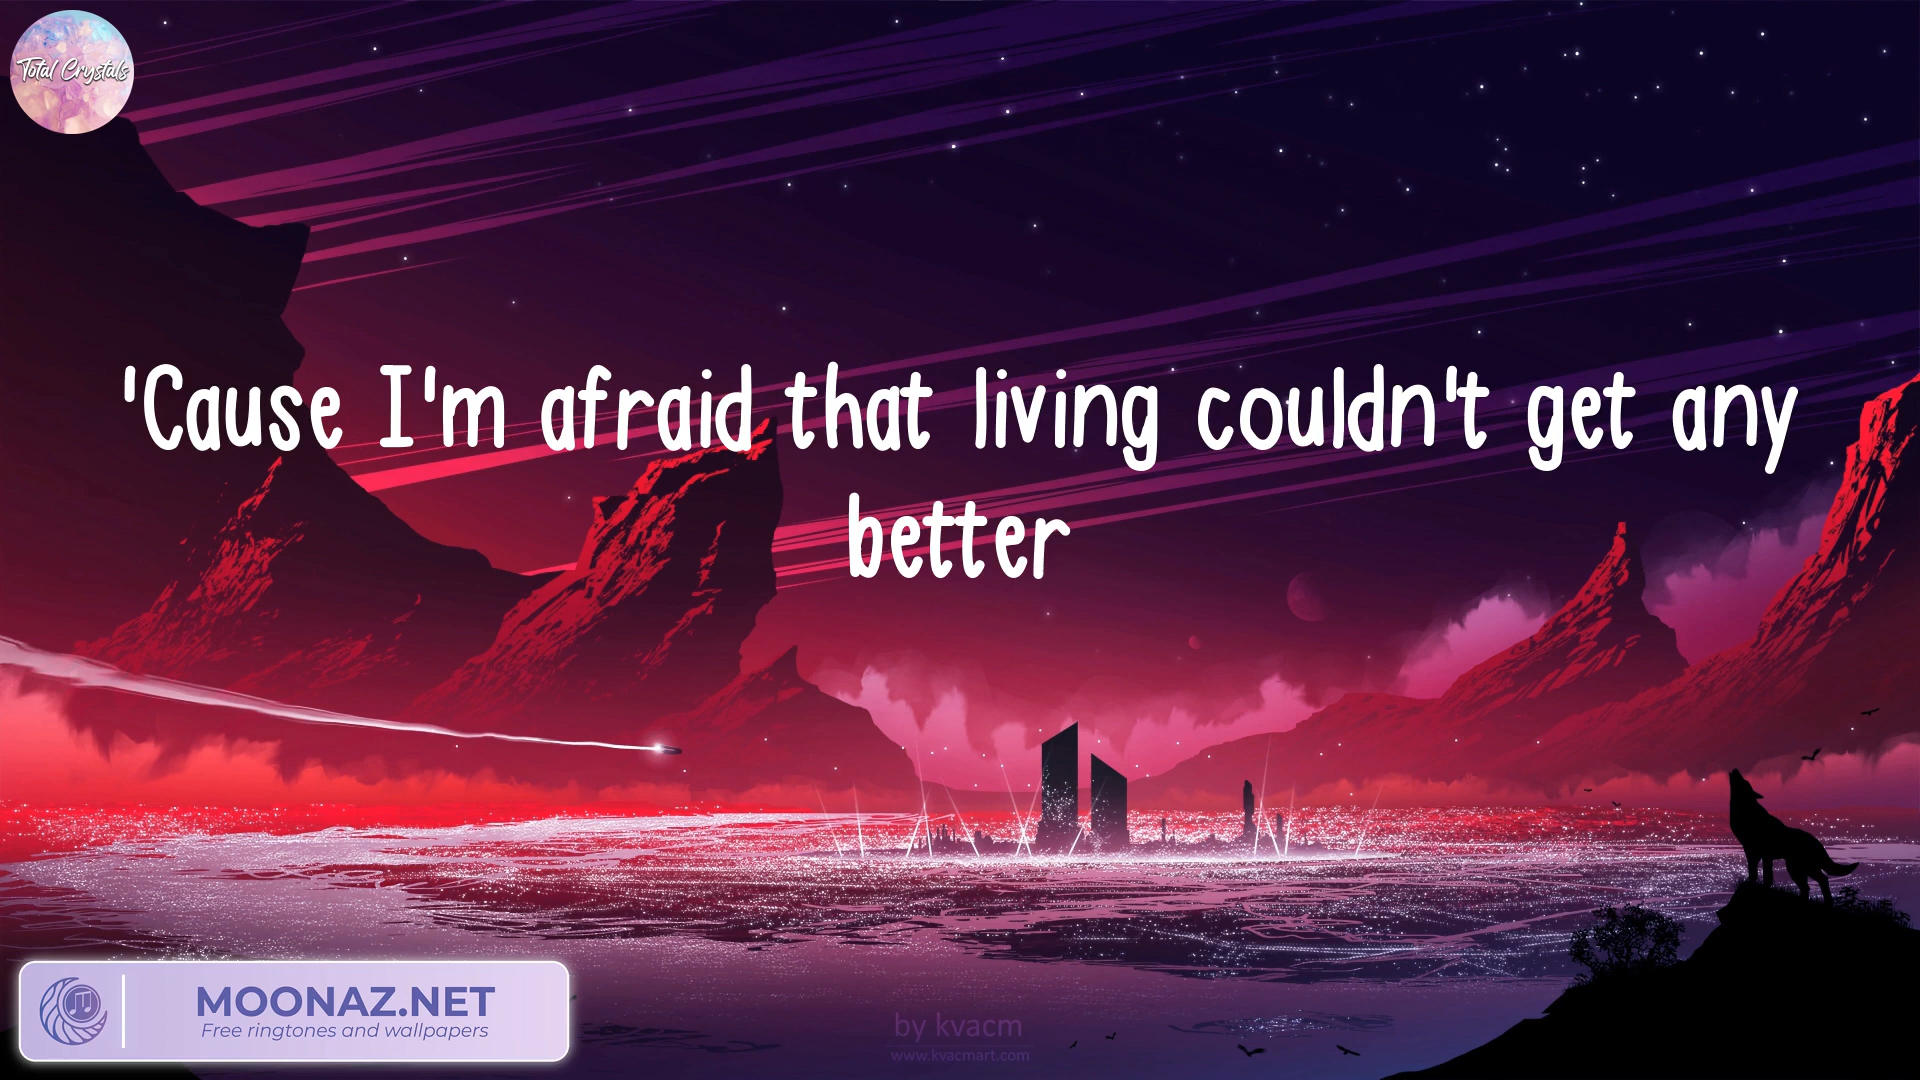 Total Crystals
'Cause I'm afraid that living couldn't get any
better
MOONAZ.NET
Free ringtones and wallpapers
by kvacm
www.kvacmart.com